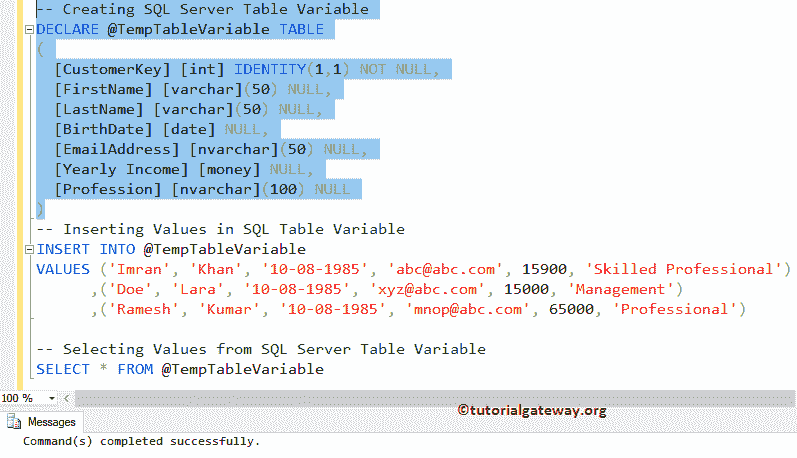 -- Creating SQL Server Table Variable
DECLARE @TempTableVariable TABLE
(
[CustomerKey] [int] IDENTITY(1,1) NOT NULL,
[FirstName] [varchar](50) NULL,
[LastName] [varchar](50) NULL,
[BirthDate] [date] NULL,
[EmailAddress] [nvarchar](50) NULL,
[Yearly Income] [money] NULL,
[Profession] [nvarchar](100) NULL
)
-- Inserting Values in SQL Table Variable
INSERT INTO @TempTableVariable
VALUES ('Imran', 'Khan', '10-08-1985', 'abc@abc.com', 15900, 'Skilled Professional')
,('Doe', 'Lara', '10-08-1985', 'xyz@abc.com', 15000, 'Management')
,('Ramesh', 'Kumar', '10-08-1985', 'mnop@abc.com', 65000, 'Professional')
-- Selecting Values from SQL Server Table Variable
SELECT * FROM @TempTableVariable
100 %
©tutorialgateway.org
Messages
Command(s) completed successfully.